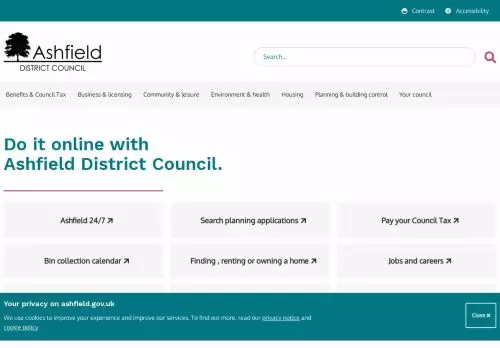 Contrast Accessibility
Ashfield
DISTRICT COUNCIL
Search...
Benefits & Council Tax Business & licensing Community & leisure Environment & health Housing Planning & building control Your council
Do it online with
Ashfield District Council.
Ashfield 24/7 Search planning applications Pay your Council Tax
Bin collection calendar Finding , renting or owning a home Jobs and careers
Your privacy on ashfield.gov.uk
We use cookies to improve your experience and improve our services. To find out more, read our privacy notice and
cookie policy
Close ×